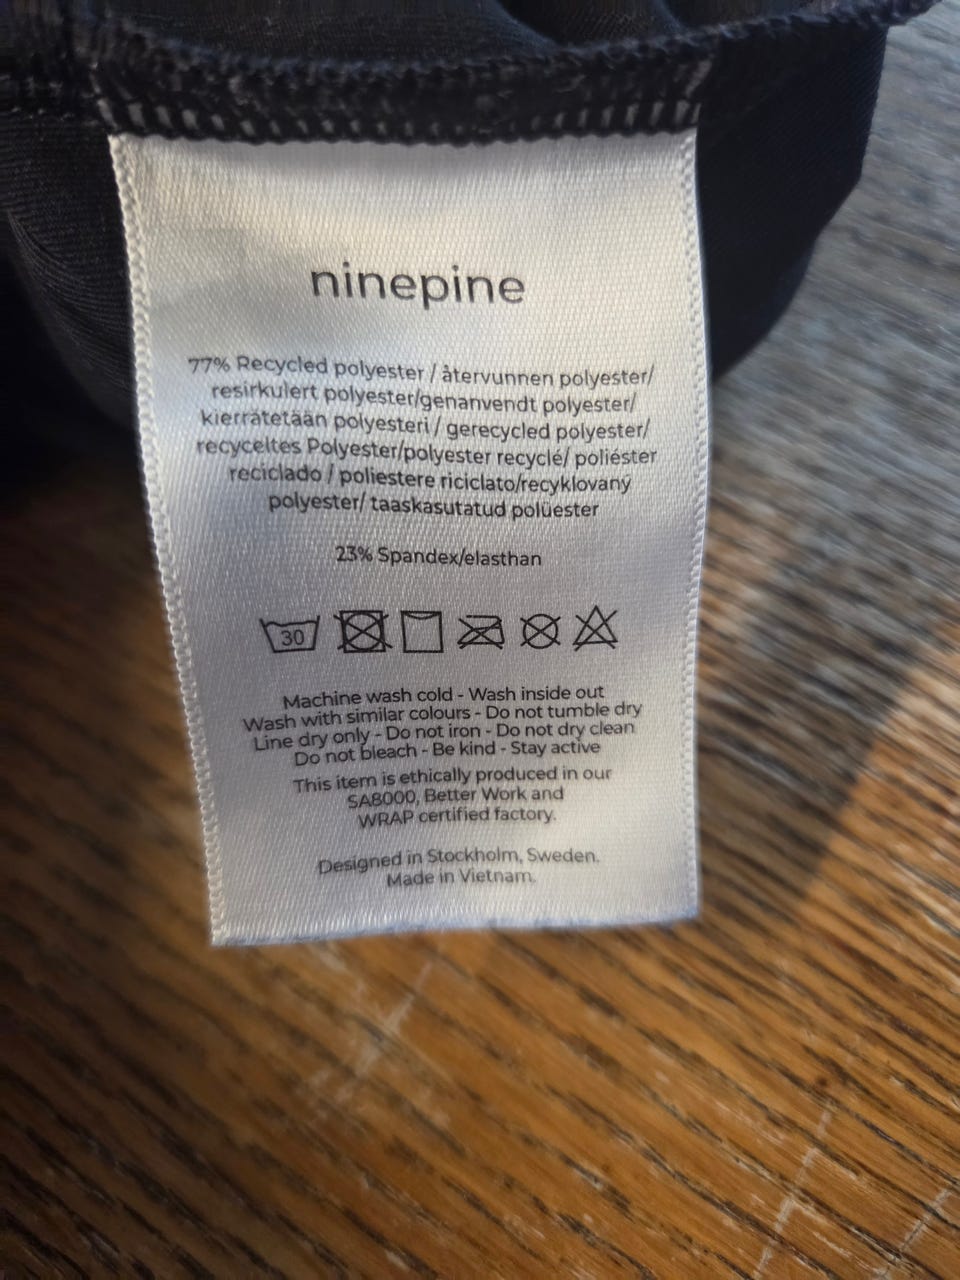 ninepine
77% Recycled polyester / återvunnen polyester/
resirkulert polyester/genanvendt polyester/
kierrätetään polyesteri / gerecycled polyester/
recyceltes Polyester/polyester recyclé/ poliéster
reciclado / poliestere riciclato/recyklovaný
polyester/ taaskasutatud polüester
23% Spandex/elasthan
30
Machine wash cold - Wash inside out
Wash with similar colours - Do not tumble dry
Line dry only - Do not iron - Do not dry clean
Do not bleach - Be kind - Stay active
This item is ethically produced in our
SA8000, Better Work and
WRAP certified factory.
Designed in Stockholm, Sweden.
Made in Vietnam.